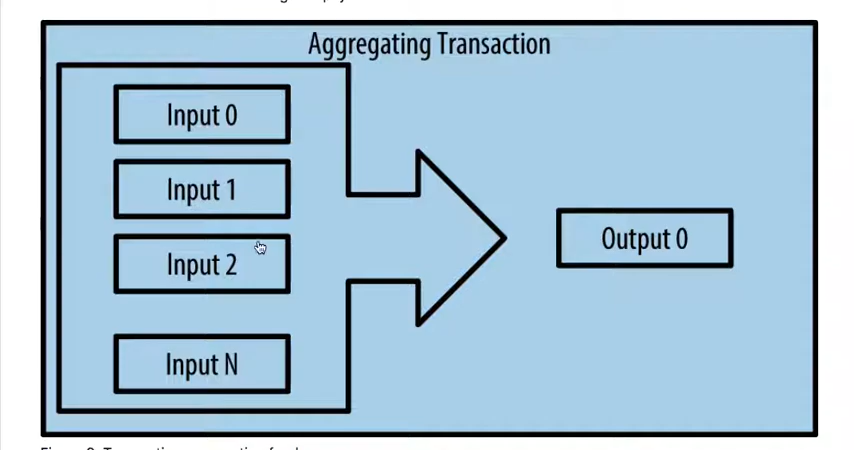 Aggregating Transaction
Input 0
Input 1
Input 2
Input N
Output 0